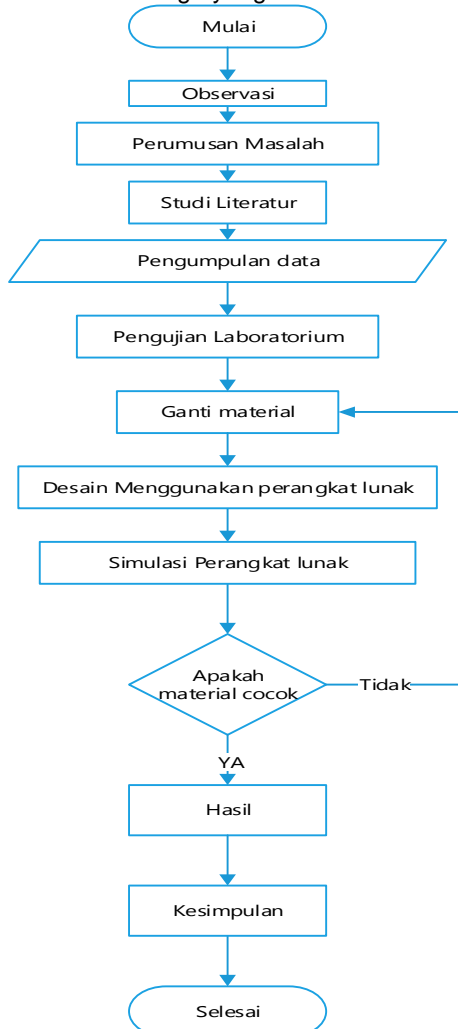 Mulai
Observasi
Perumusan Masalah
Studi Literatur
Pengumpulan data
Pengujian Laboratorium
Ganti material
Desain Menggunakan perangkat lunak
Simulasi Perangkat lunak
Apakah
material cocok
Tidak
YA
Hasil
Kesimpulan
Selesai